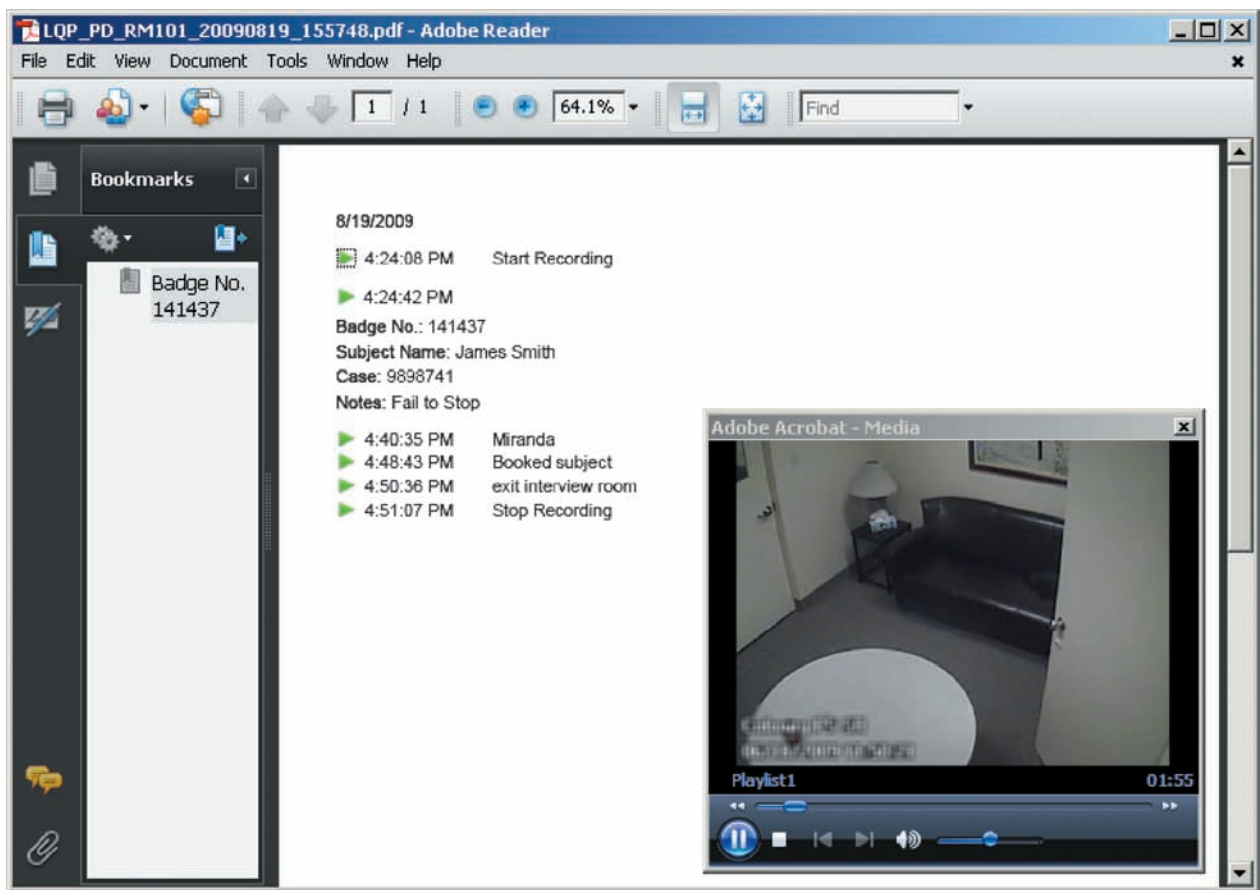 LQP_PD_RM101_20090819_155748.pdf - Adobe Reader
File Edit View Document Tools Window Help
1 / 1 64.1% Find
Bookmarks
Badge No.
141437
8/19/2009
4:24:08 PM Start Recording
4:24:42 PM
Badge No.: 141437
Subject Name: James Smith
Case: 9898741
Notes: Fail to Stop
4:40:35 PM Miranda
4:48:43 PM Booked subject
4:50:36 PM exit interview room
4:51:07 PM Stop Recording
Adobe Acrobat - Media
Playlist1 01:55